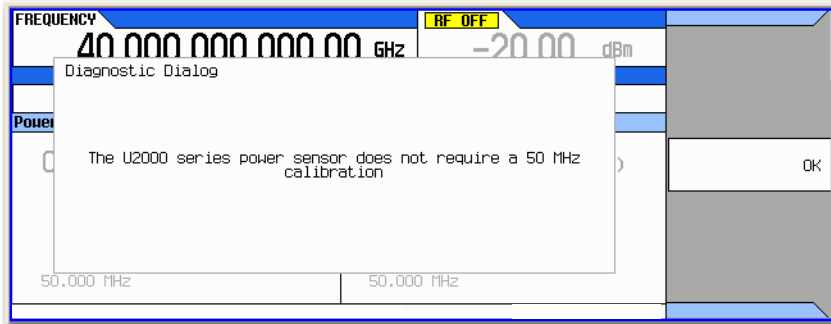 FREQUENCY
RF OFF
40.000 000 000 00 GHz
-20.00 dBm
Diagnostic Dialog
The U2000 series power sensor does not require a 50 MHz
calibration
OK
50.000 MHz
50.000 MHz